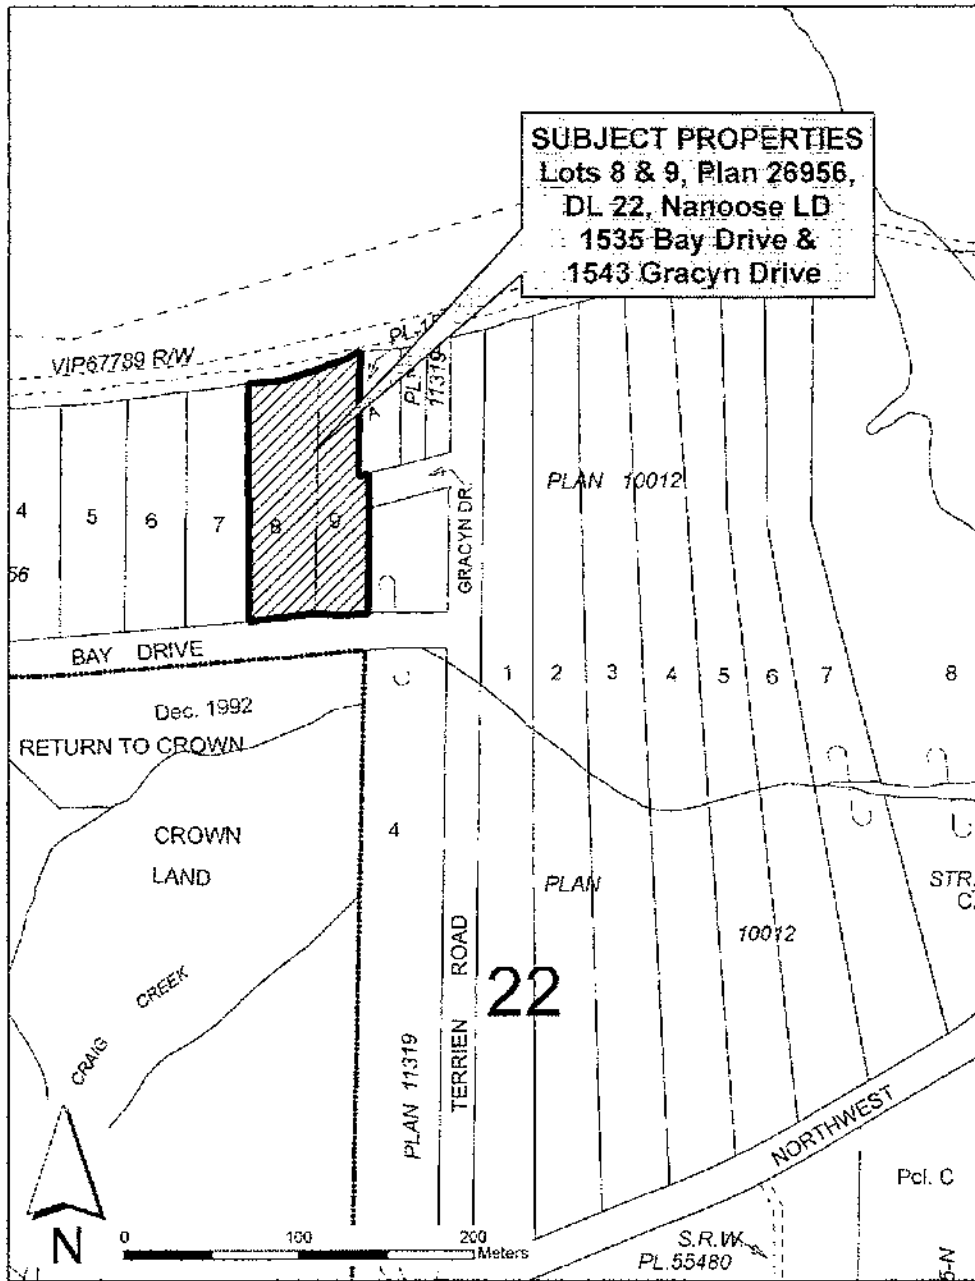 SUBJECT PROPERTIES
Lots 8 & 9, Plan 26956,
DL 22, Nanoose LD
1535 Bay Drive &
1543 Gracyn Drive
VIP67789 R/W
PL
11319
A
PLAN 10012
4
5
6
7
8
9
GRACYN DR.
BAY DRIVE
1
2
3
4
5
6
7
8
Dec. 1992
RETURN TO CROWN
CROWN
LAND
4
PLAN
10012
CRAIG CREEK
TERRIEN ROAD
22
PLAN 11319
NORTHWEST
Pcl. C
N
0 100 200
Meters
S.R.W.
PL.55480